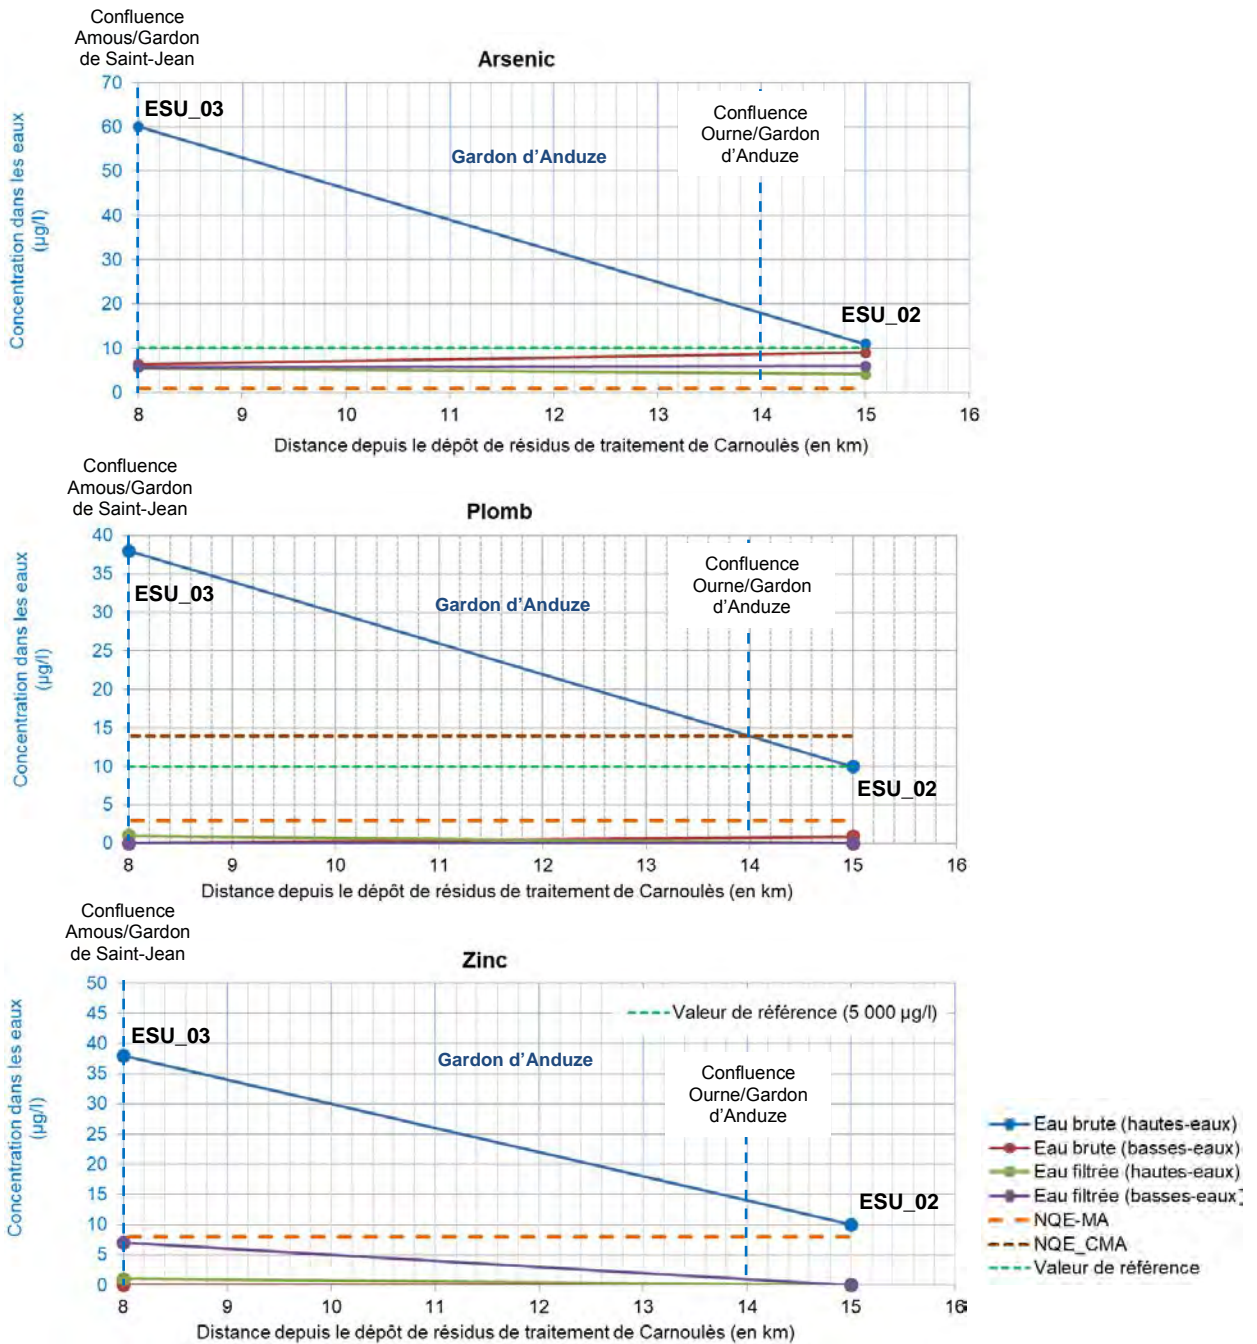 Confluence
Amous/Gardon
de Saint-Jean
Arsenic
Concentration dans les eaux
(µg/l)
70
60
50
40
30
20
10
0
ESU_03
Gardon d'Anduze
Confluence
Ourne/Gardon
d'Anduze
ESU_02
8 9 10 11 12 13 14 15 16
Distance depuis le dépôt de résidus de traitement de Carnoulès (en km)
Confluence
Amous/Gardon
de Saint-Jean
Plomb
Concentration dans les eaux
(µg/l)
40
35
30
25
20
15
10
5
0
ESU_03
Gardon d'Anduze
Confluence
Ourne/Gardon
d'Anduze
ESU_02
8 9 10 11 12 13 14 15 16
Distance depuis le dépôt de résidus de traitement de Carnoulès (en km)
Confluence
Amous/Gardon
de Saint-Jean
Zinc
Concentration dans les eaux
(µg/l)
50
45
40
35
30
25
20
15
10
5
0
ESU_03
Valeur de référence (5 000 µg/l)
Gardon d'Anduze
Confluence
Ourne/Gardon
d'Anduze
ESU_02
8 9 10 11 12 13 14 15 16
Distance depuis le dépôt de résidus de traitement de Carnoulès (en km)
Eau brute (hautes-eaux)
Eau brute (basses-eaux)
Eau filtrée (hautes-eaux)
Eau filtrée (basses-eaux)
NQE-MA
NQE_CMA
Valeur de référence